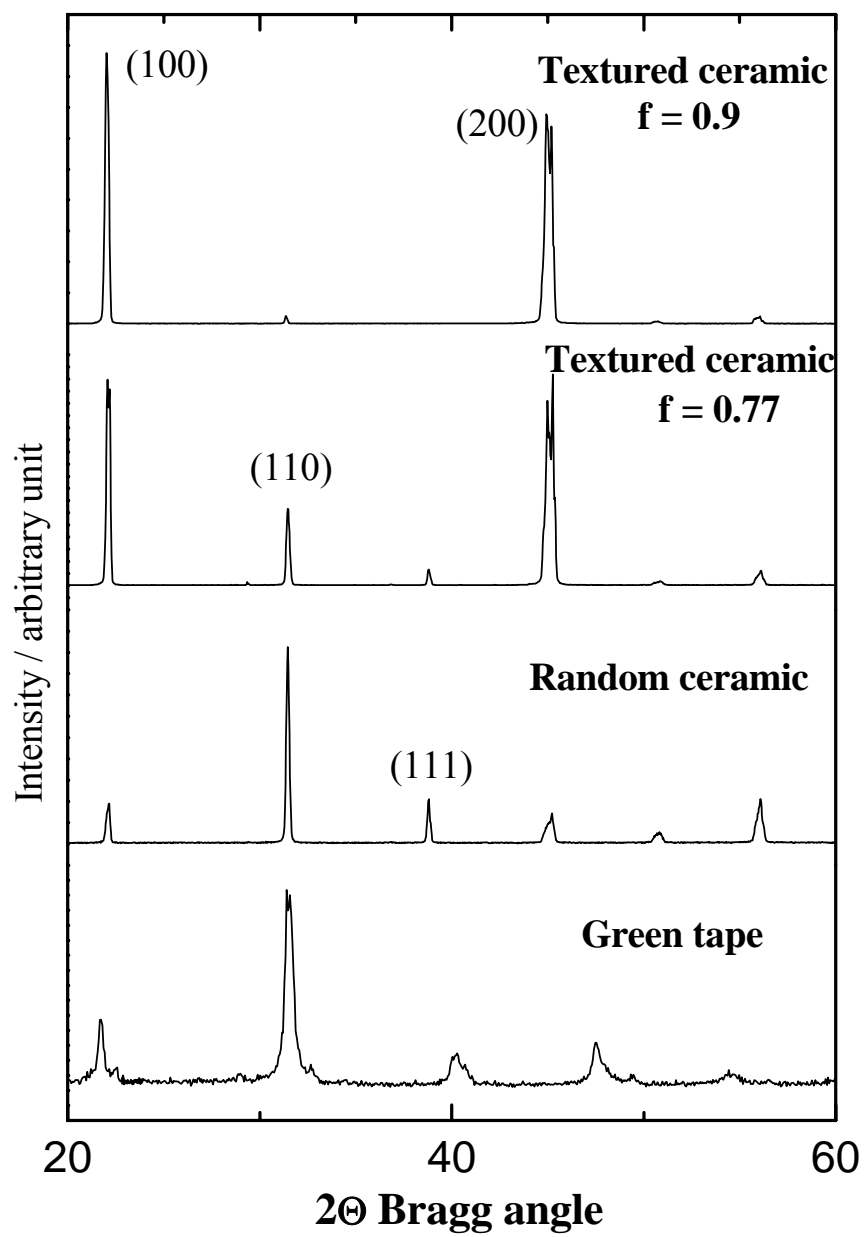 (100)
Textured ceramic
f = 0.9
(200)
Textured ceramic
f = 0.77
(110)
Random ceramic
(111)
Green tape
Intensity / arbitrary unit
20 40 60
2Θ Bragg angle